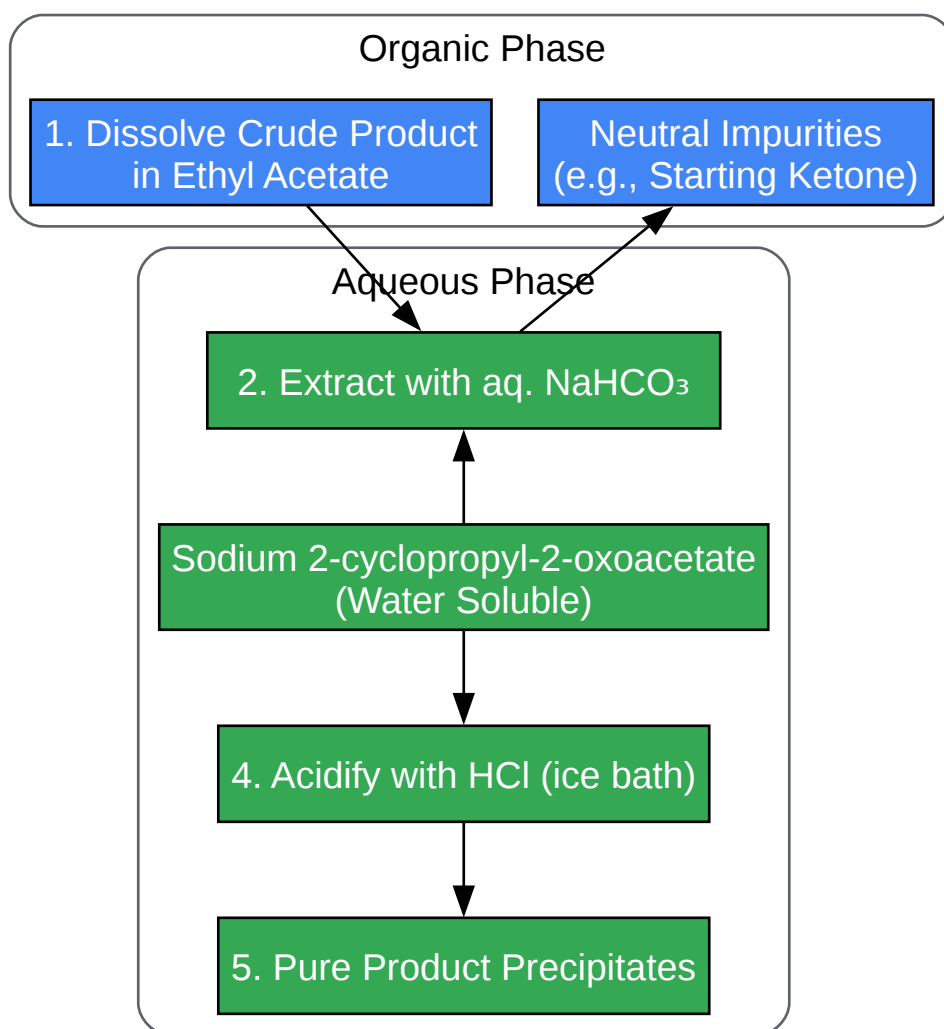 Organic Phase
1. Dissolve Crude Product
in Ethyl Acetate
Neutral Impurities
(e.g., Starting Ketone)
Aqueous Phase
2. Extract with aq. NaHCO₃
Sodium 2-cyclopropyl-2-oxoacetate
(Water Soluble)
4. Acidify with HCl (ice bath)
5. Pure Product Precipitates